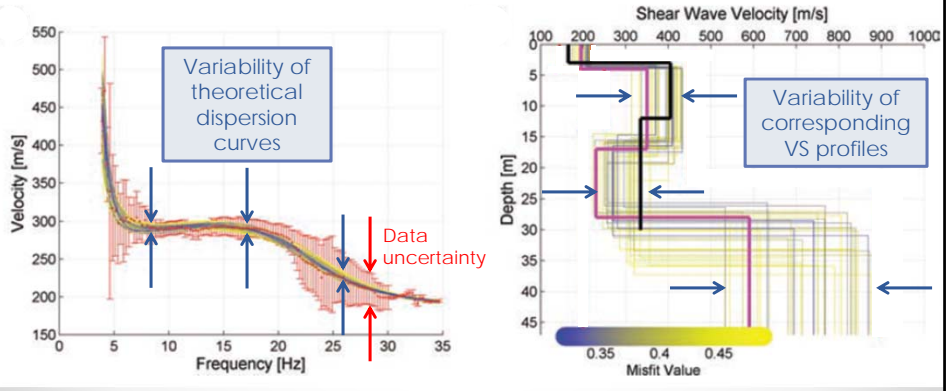 550
500
450
400
350
300
250
200
150
0
5
10
15
20
25
30
35
Velocity [m/s]
Frequency [Hz]
Variability of
theoretical
dispersion
curves
Data
uncertainty
Shear Wave Velocity [m/s]
100 200 300 400 500 600 700 800 900 1000
0
5
10
15
20
25
30
35
40
45
Depth [m]
Variability of
corresponding
VS profiles
0.35 0.4 0.45
Misfit Value